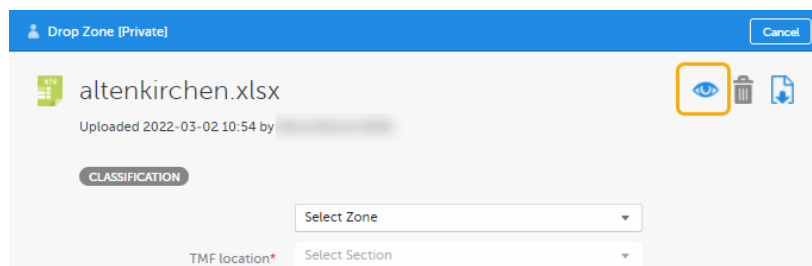 Drop Zone [Private]
Cancel
xls
altenkirchen.xlsx
Uploaded 2022-03-02 10:54 by
CLASSIFICATION
Select Zone
TMF location*
Select Section